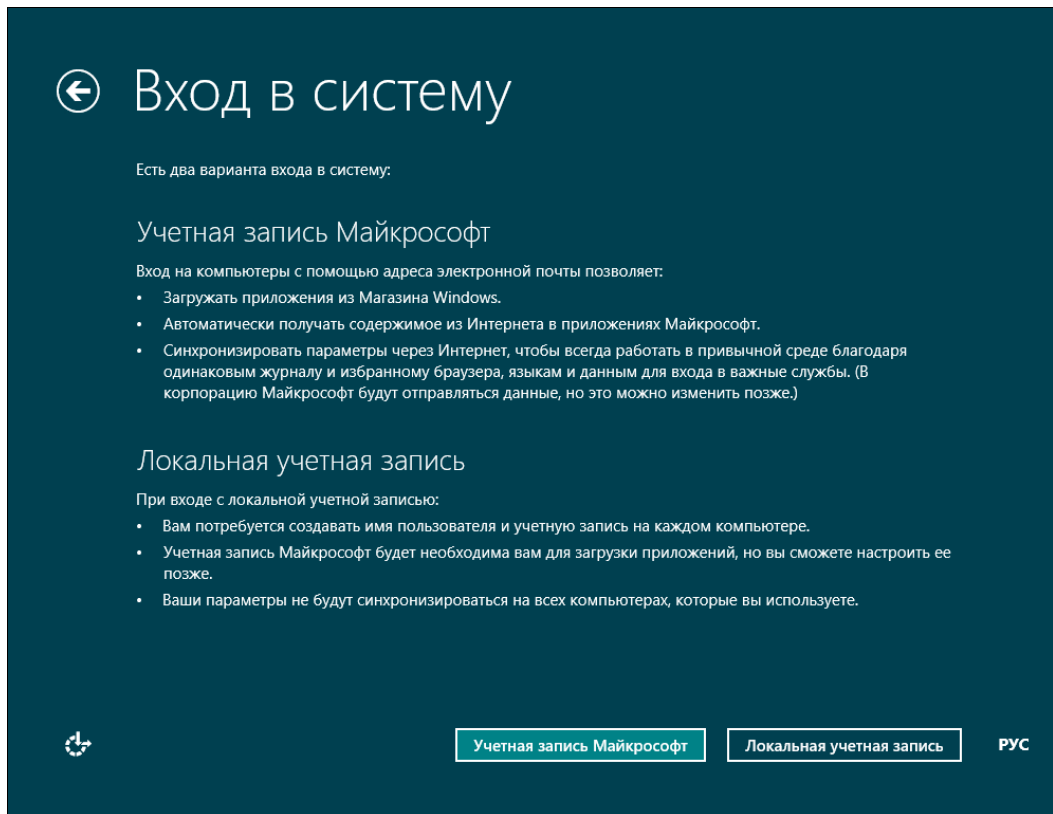 Вход в систему
Есть два варианта входа в систему:
Учетная запись Майкрософт
Вход на компьютеры с помощью адреса электронной почты позволяет:
• Загружать приложения из Магазина Windows.
• Автоматически получать содержимое из Интернета в приложениях Майкрософт.
• Синхронизировать параметры через Интернет, чтобы всегда работать в привычной среде благодаря
одинаковым журналу и избранному браузера, языкам и данным для входа в важные службы. (В
корпорацию Майкрософт будут отправляться данные, но это можно изменить позже.)
Локальная учетная запись
При входе с локальной учетной записью:
• Вам потребуется создавать имя пользователя и учетную запись на каждом компьютере.
• Учетная запись Майкрософт будет необходима вам для загрузки приложений, но вы сможете настроить ее
позже.
• Ваши параметры не будут синхронизироваться на всех компьютерах, которые вы используете.
Учетная запись Майкрософт
Локальная учетная запись
РУС